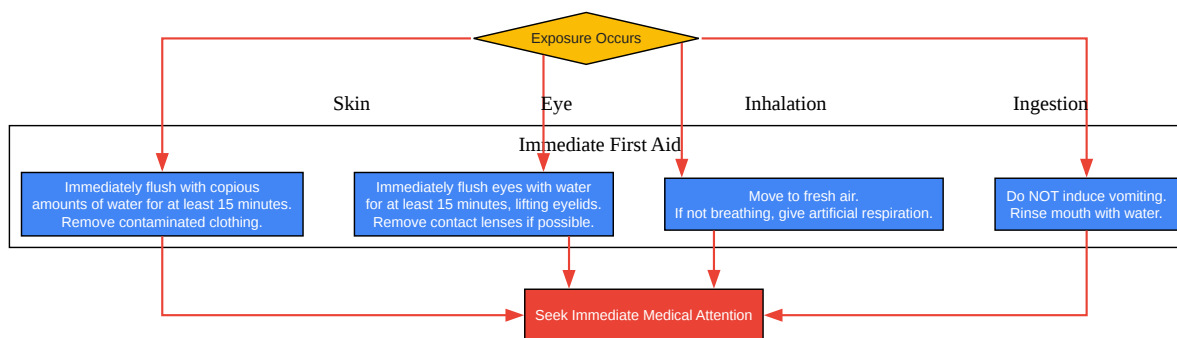 Exposure Occurs
Skin
Eye
Inhalation
Ingestion
Immediate First Aid
Immediately flush with copious
amounts of water for at least 15 minutes.
Remove contaminated clothing.
Immediately flush eyes with water
for at least 15 minutes, lifting eyelids.
Remove contact lenses if possible.
Move to fresh air.
If not breathing, give artificial respiration.
Do NOT induce vomiting.
Rinse mouth with water.
Seek Immediate Medical Attention